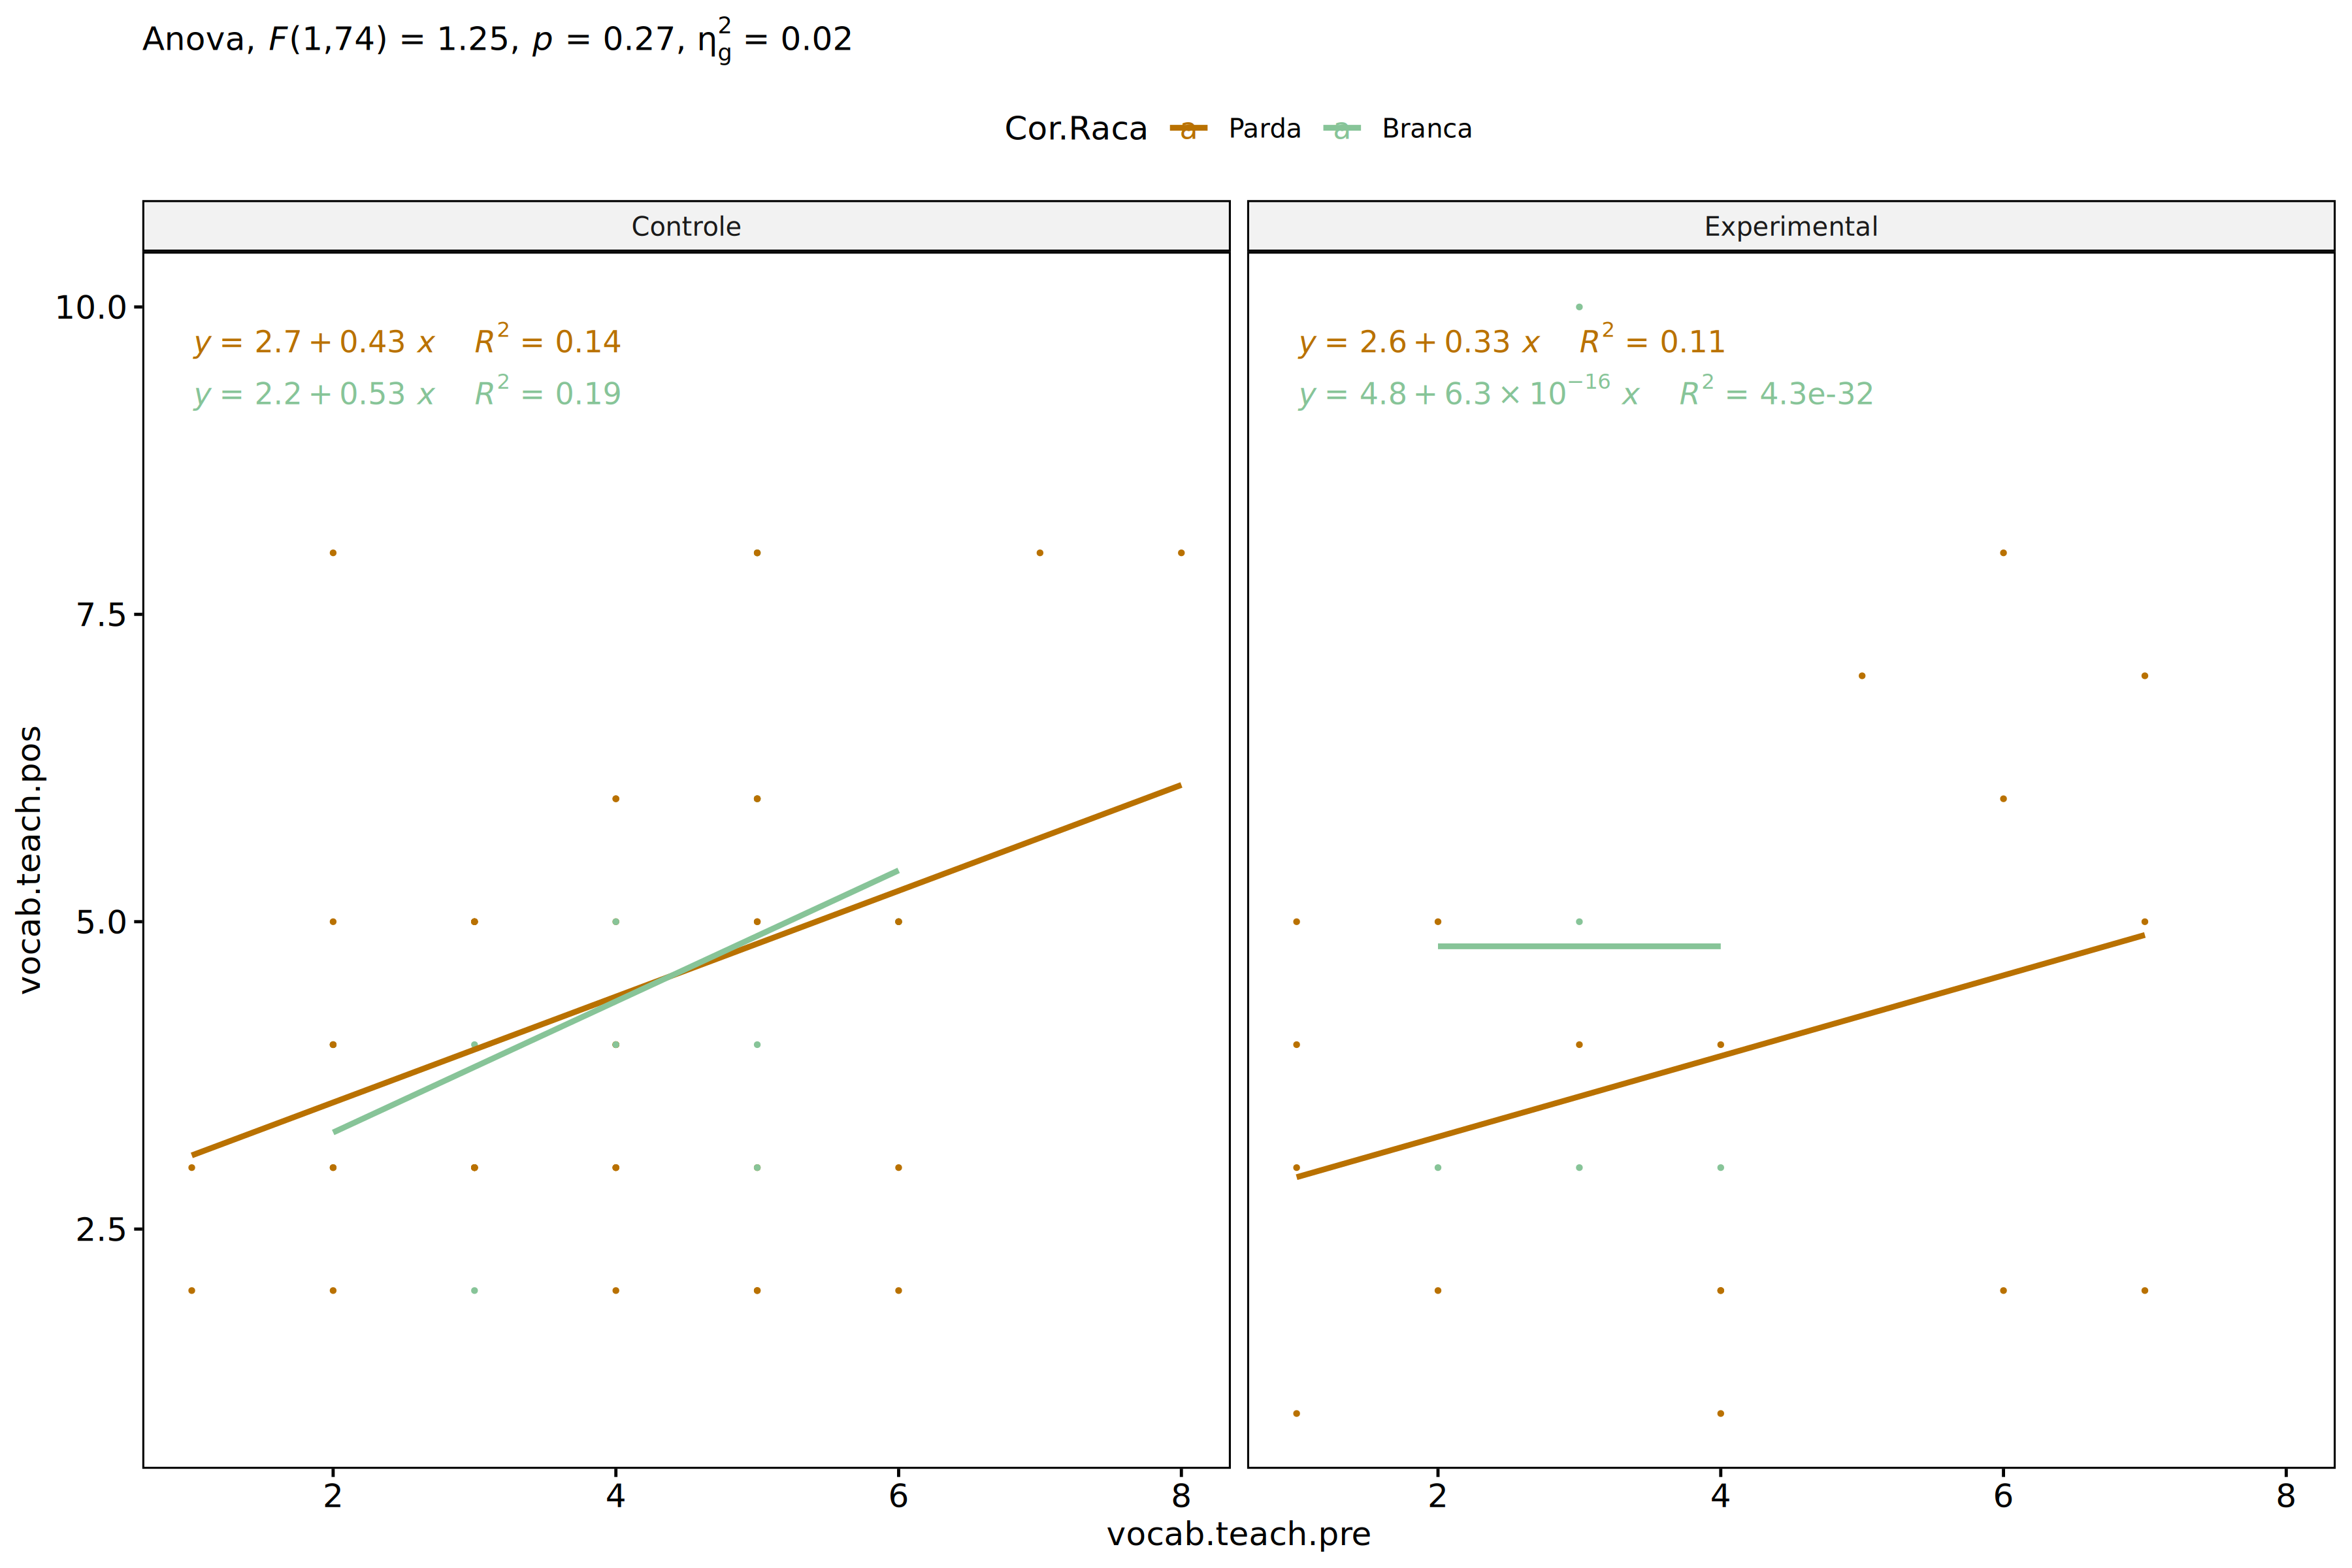 Anova, F(1,74) = 1.25, p = 0.27, η²g = 0.02
Cor.Raca a Parda a Branca
Controle
Experimental
y = 2.7 + 0.43 x R² = 0.14
y = 2.2 + 0.53 x R² = 0.19
y = 2.6 + 0.33 x R² = 0.11
y = 4.8 + 6.3 × 10⁻¹⁶ x R² = 4.3e-32
vocab.teach.pos
10.0
7.5
5.0
2.5
2 4 6 8
2 4 6 8
vocab.teach.pre